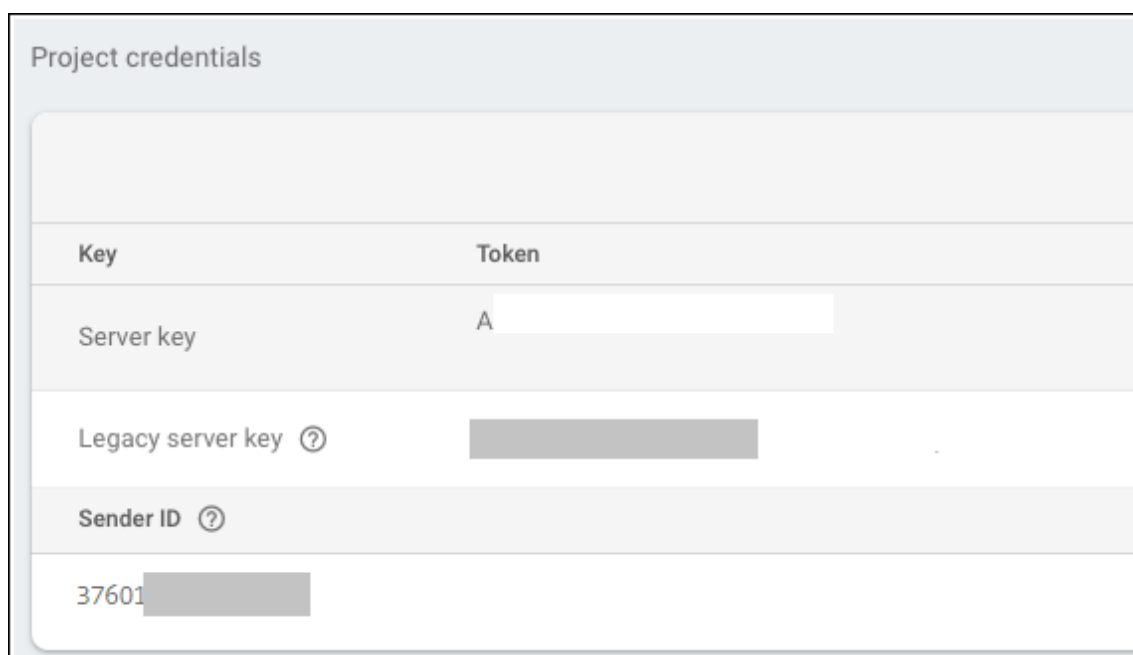 Project credentials
Key Token
Server key A
Legacy server key ?
Sender ID ?
37601